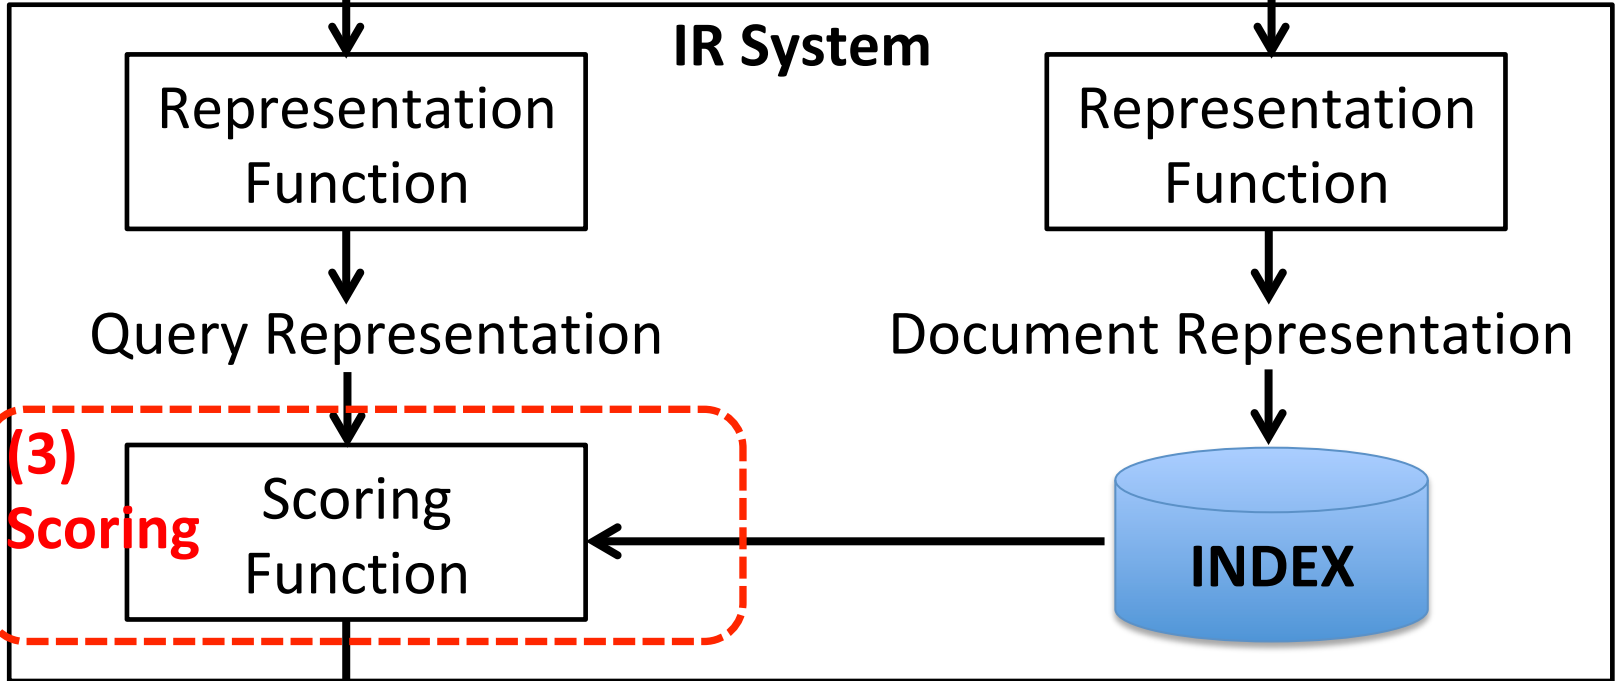 IR System
Representation
Function
Representation
Function
Query Representation
Document Representation
(3)
Scoring
Scoring
Function
INDEX